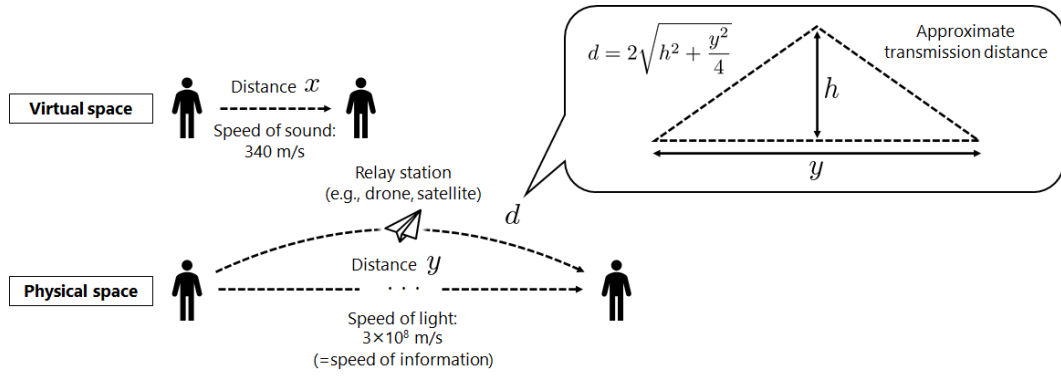 Virtual space
Distance x
Speed of sound:
340 m/s
d = 2√(h² + y²/4)
Approximate
transmission distance
h
y
Relay station
(e.g., drone, satellite)
d
Physical space
Distance y
· · ·
Speed of light:
3×10⁸ m/s
(=speed of information)